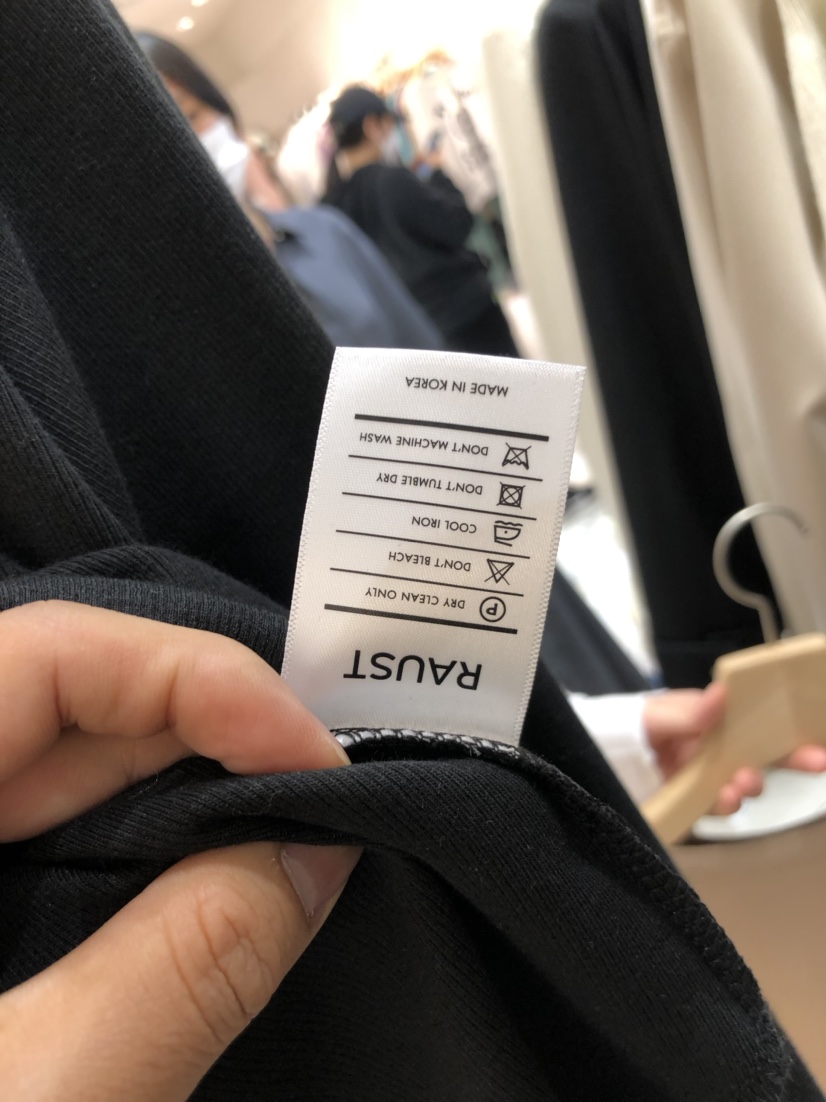 RAUST
P DRY CLEAN ONLY
DON'T BLEACH
COOL IRON
DON'T TUMBLE DRY
DON'T MACHINE WASH
MADE IN KOREA